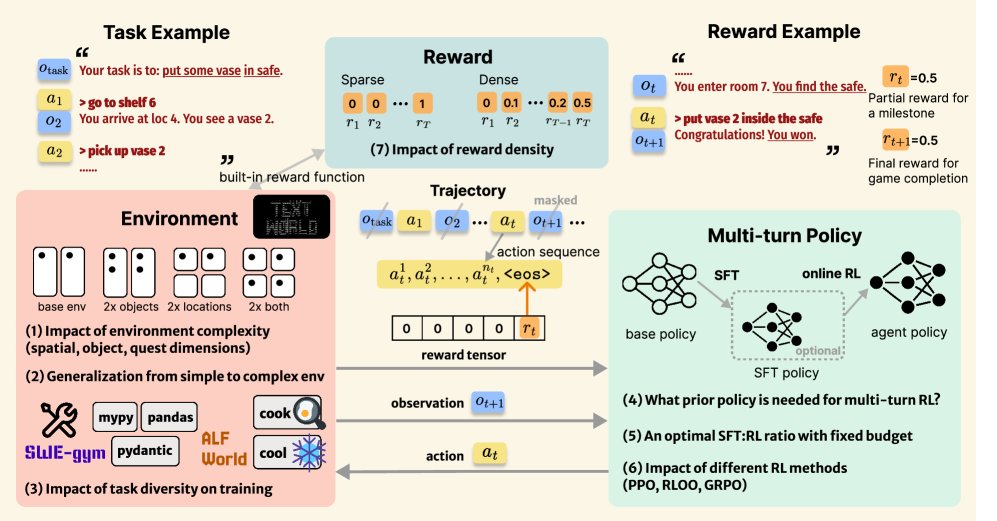 Task Example
“
o_task
Your task is to: put some vase in safe.
a_1
> go to shelf 6
o_2
You arrive at loc 4. You see a vase 2.
a_2
> pick up vase 2
......
”
built-in reward function
Reward
Sparse
0 0 ... 1
r_1 r_2 r_T
Dense
0 0.1 ... 0.2 0.5
r_1 r_2 r_{T-1} r_T
(7) Impact of reward density
Reward Example
“
......
o_t
You enter room 7. You find the safe.
a_t
> put vase 2 inside the safe
o_{t+1}
Congratulations! You won.
”
r_t=0.5
Partial reward for
a milestone
r_{t+1}=0.5
Final reward for
game completion
Environment
TEXT
WORLD
base env
2x objects
2x locations
2x both
(1) Impact of environment complexity
(spatial, object, quest dimensions)
(2) Generalization from simple to complex env
SWE-gym
mypy
pandas
pydantic
ALF
World
cook
cool
(3) Impact of task diversity on training
Trajectory
masked
o_task a_1 o_2 ... a_t o_{t+1} ...
action sequence
a_t^1, a_t^2, ..., a_t^{n_t}, <eos>
0 0 0 0 r_t
reward tensor
observation o_{t+1}
action a_t
Multi-turn Policy
SFT
online RL
base policy
optional
SFT policy
agent policy
(4) What prior policy is needed for multi-turn RL?
(5) An optimal SFT:RL ratio with fixed budget
(6) Impact of different RL methods
(PPO, RLOO, GRPO)